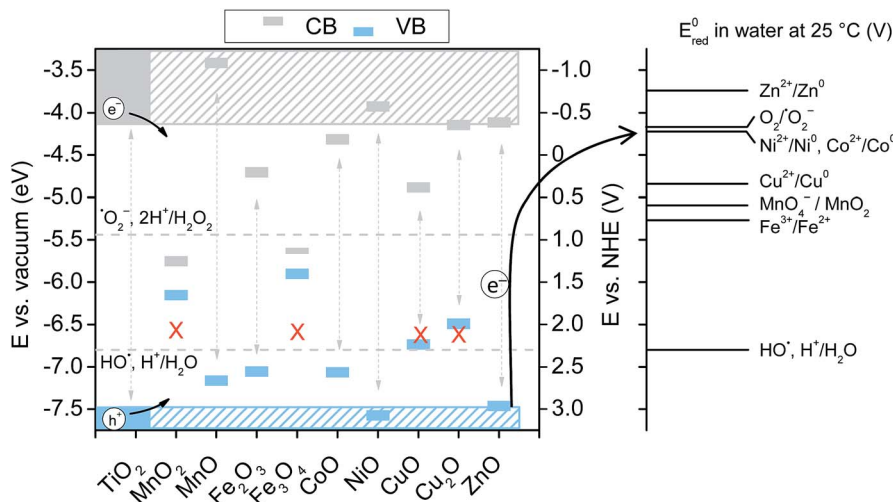 CB VB
E⁰red in water at 25 °C (V)
E vs. vacuum (eV)
-3.5
-4.0
-4.5
-5.0
-5.5
-6.0
-6.5
-7.0
-7.5
e⁻
•O₂⁻, 2H⁺/H₂O₂
HO•, H⁺/H₂O
h⁺
X X X X
e⁻
TiO₂
MnO₂
MnO
Fe₂O₃
Fe₃O₄
CoO
NiO
CuO
Cu₂O
ZnO
-1.0
-0.5
0
0.5
1.0
1.5
2.0
2.5
3.0
E vs. NHE (V)
Zn²⁺/Zn⁰
O₂/•O₂⁻
Ni²⁺/Ni⁰, Co²⁺/Co⁰
Cu²⁺/Cu⁰
MnO₄⁻ / MnO₂
Fe³⁺/Fe²⁺
HO•, H⁺/H₂O